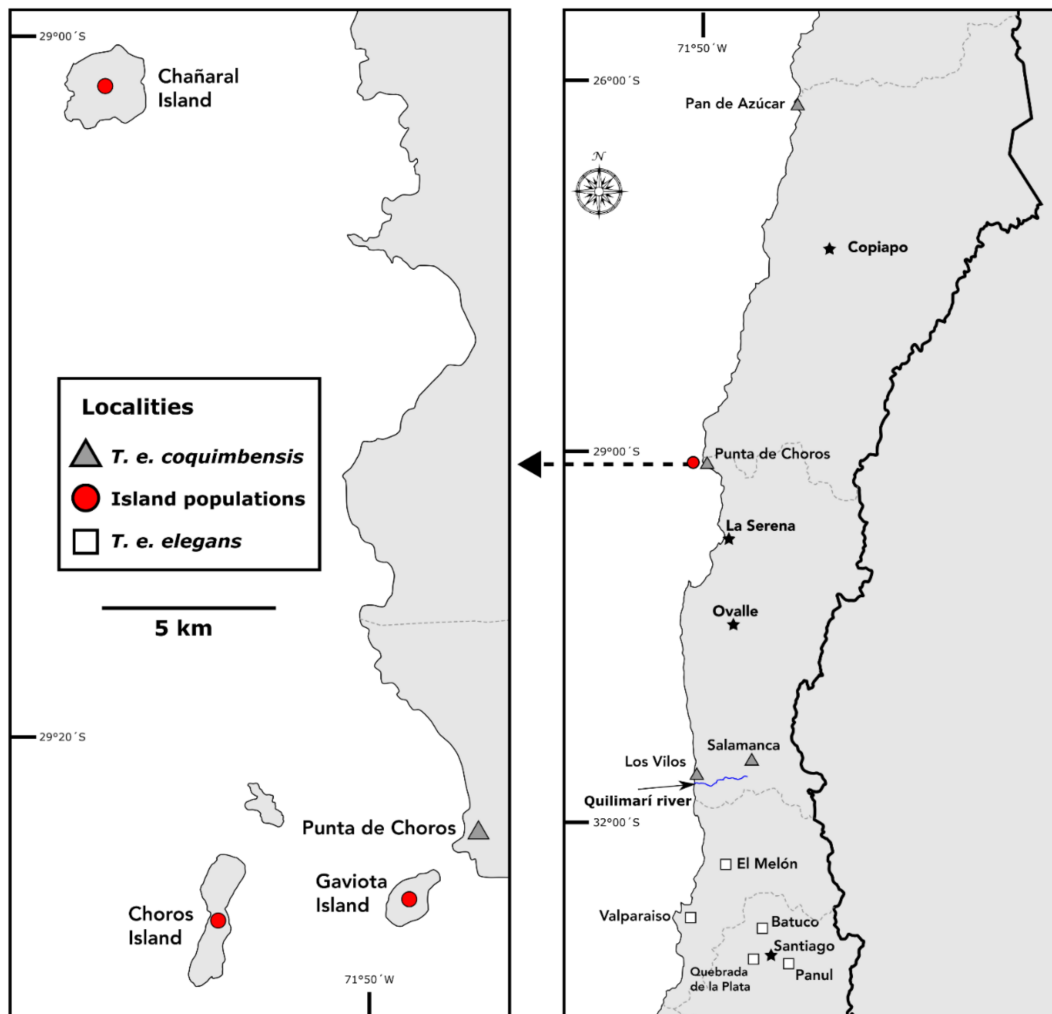 29°00´S
Chañaral
Island
Localities
T. e. coquimbensis
Island populations
T. e. elegans
5 km
29°20´S
Punta de Choros
Gaviota
Island
Choros
Island
71°50´W
71°50´W
26°00´S
Pan de Azúcar
N
Copiapo
29°00´S
Punta de Choros
La Serena
Ovalle
Salamanca
Los Vilos
Quilimarí river
32°00´S
El Melón
Valparaiso
Batuco
Santiago
Quebrada
de la Plata
Panul